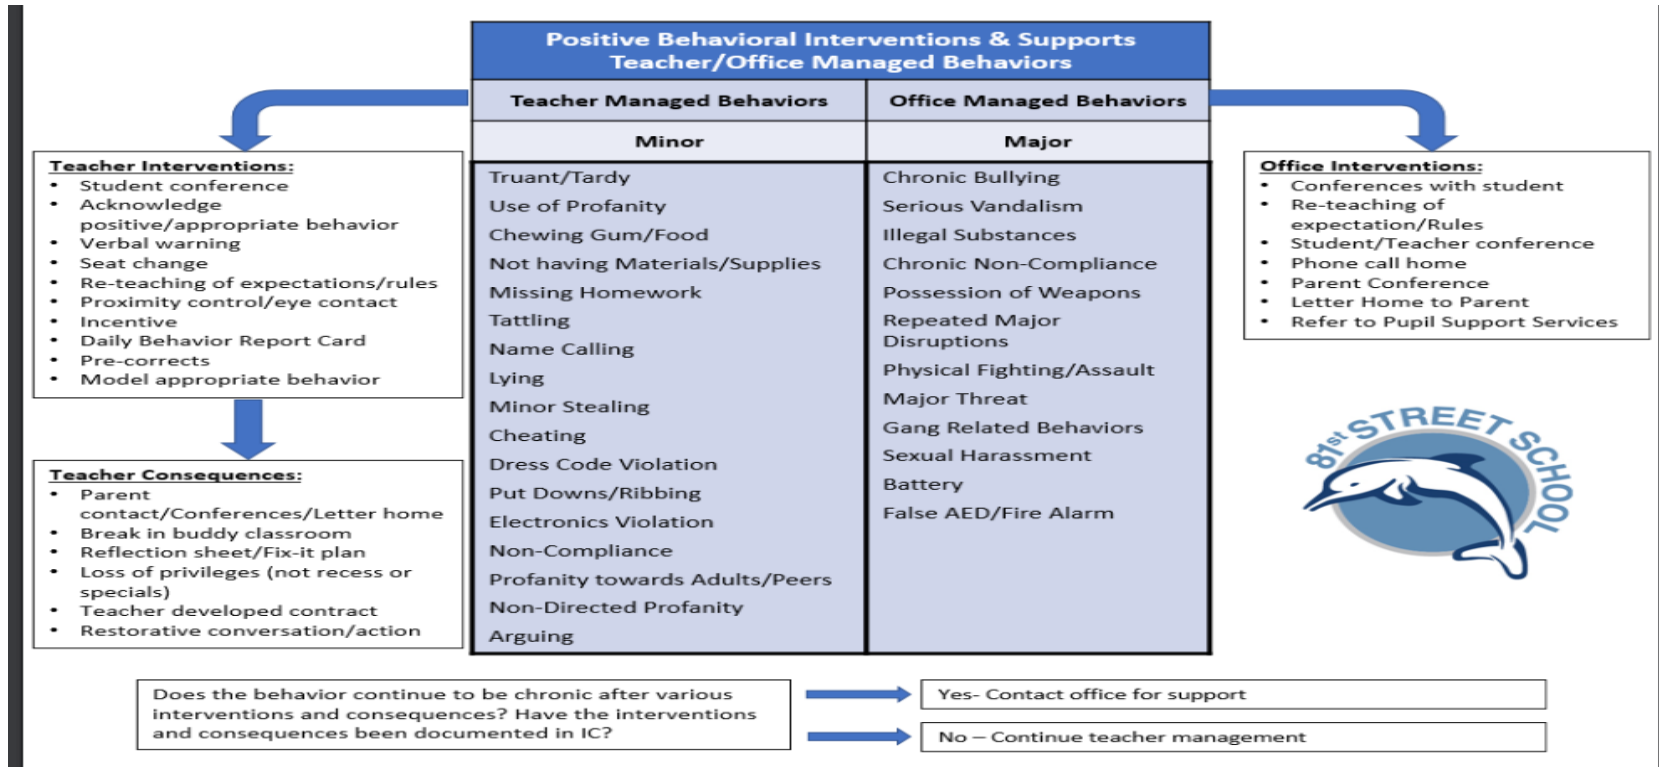 Positive Behavioral Interventions & Supports
Teacher/Office Managed Behaviors
Teacher Managed Behaviors
Office Managed Behaviors
Minor
Major
Teacher Interventions:
• Student conference
• Acknowledge
positive/appropriate behavior
• Verbal warning
• Seat change
• Re-teaching of expectations/rules
• Proximity control/eye contact
• Incentive
• Daily Behavior Report Card
• Pre-corrects
• Model appropriate behavior
Teacher Consequences:
• Parent
contact/Conferences/Letter home
• Break in buddy classroom
• Reflection sheet/Fix-it plan
• Loss of privileges (not recess or
specials)
• Teacher developed contract
• Restorative conversation/action
Truant/Tardy
Use of Profanity
Chewing Gum/Food
Not having Materials/Supplies
Missing Homework
Tattling
Name Calling
Lying
Minor Stealing
Cheating
Dress Code Violation
Put Downs/Ribbing
Electronics Violation
Non-Compliance
Profanity towards Adults/Peers
Non-Directed Profanity
Arguing
Chronic Bullying
Serious Vandalism
Illegal Substances
Chronic Non-Compliance
Possession of Weapons
Repeated Major
Disruptions
Physical Fighting/Assault
Major Threat
Gang Related Behaviors
Sexual Harassment
Battery
False AED/Fire Alarm
Office Interventions:
• Conferences with student
• Re-teaching of
expectation/Rules
• Student/Teacher conference
• Phone call home
• Parent Conference
• Letter Home to Parent
• Refer to Pupil Support Services
81st STREET SCHOOL
Does the behavior continue to be chronic after various
interventions and consequences? Have the interventions
and consequences been documented in IC?
Yes- Contact office for support
No – Continue teacher management